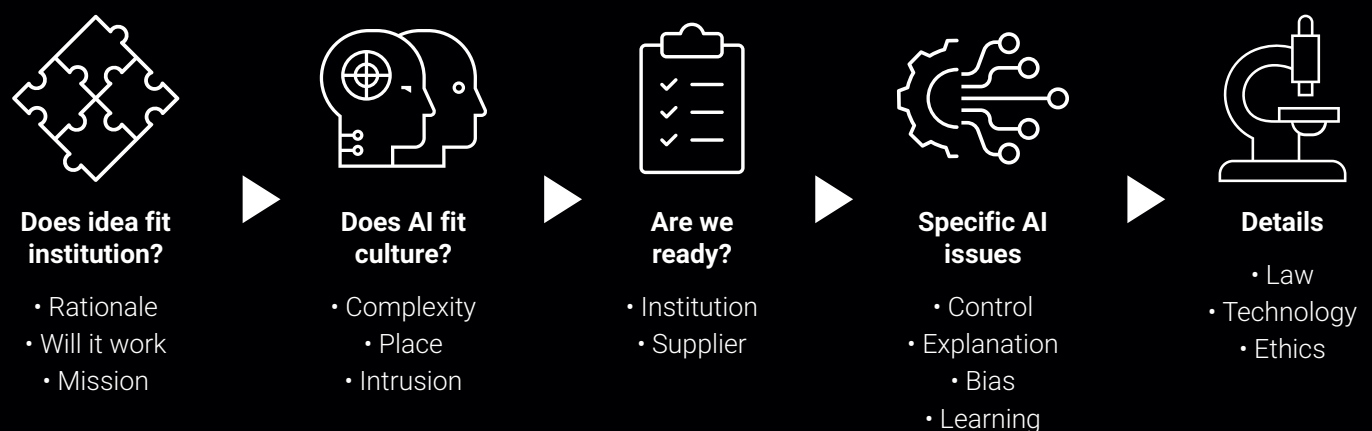 Does idea fit
institution?
• Rationale
• Will it work
• Mission
Does AI fit
culture?
• Complexity
• Place
• Intrusion
Are we
ready?
• Institution
• Supplier
Specific AI
issues
• Control
• Explanation
• Bias
• Learning
Details
• Law
• Technology
• Ethics